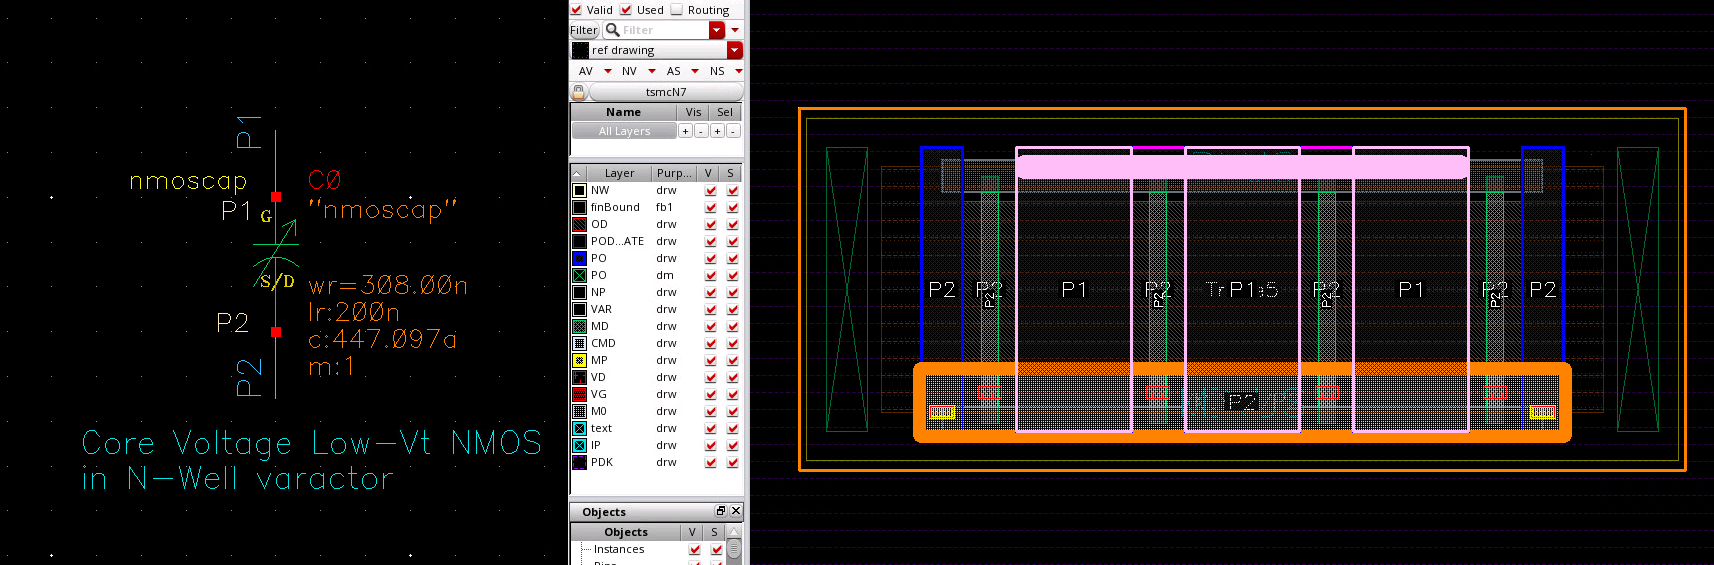 P1
nmoscap
C0
P1
G
"nmoscap"
S/D
wr=308.00n
P2
lr:200n
c:447.097a
m:1
P2
Core Voltage Low-Vt NMOS
in N-Well varactor
Valid
Used
Routing
Filter
Filter
ref drawing
AV NV AS NS
tsmcN7
Name Vis Sel
All Layers + - + -
Layer Purp... V S
NW drw
finBound fb1
OD drw
POD...ATE drw
PO drw
PO dm
NP drw
VAR drw
MD drw
CMD drw
MP drw
VD drw
VG drw
M0 drw
text drw
IP drw
PDK drw
Objects
Objects V S
Instances
P2 P2 P1 P2 P1 P2 P1 P2 P2
P2 P2 P2 P2
P2